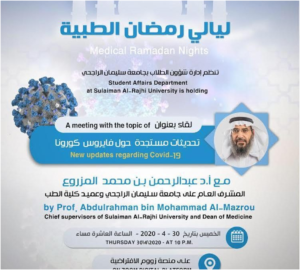 ليالي رمضان الطبية
Medical Ramadan Nights
تنظم إدارة شؤون الطلاب بجامعة سليمان الراجحي
Student Affairs Department
at Sulaiman Al-Rajhi University is holding
لقاء بعنوان A meeting with the topic of
تحديثات مستجدة حول فايروس كورونا
New updates regarding Covid-19
مع أ.د عبدالرحمن بن محمد المزروع
المشرف العام على جامعة سليمان الراجحي وعميد كلية الطب
by Prof, Abdulrahman bin Mohammad Al-Mazrou
Chief supervisors of Sulaiman Al-Rajhi University and Dean of Medicine
الخميس بتاريخ 30 - 4 - 2020 - الساعة العاشرة مساء
THURSDAY 30\4\2020 - AT 10 P.M.
على منصة زووم الافتراضية